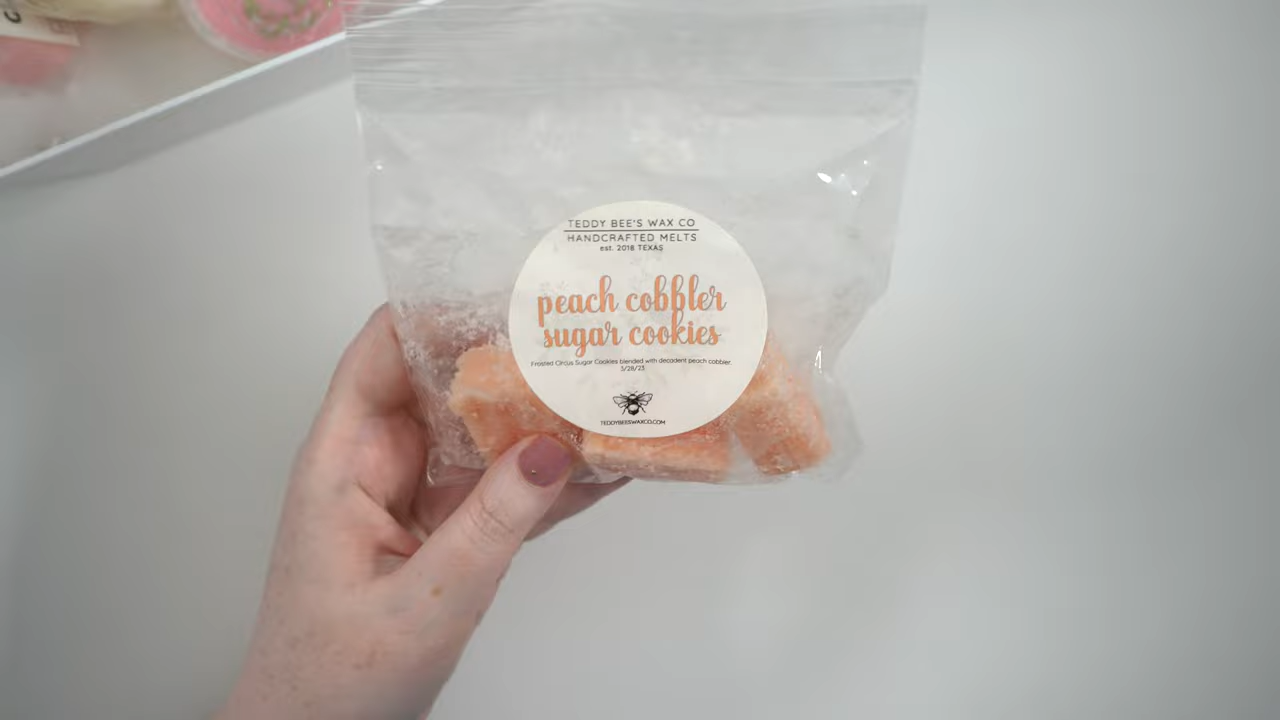 TEDDY BEE'S WAX CO
HANDCRAFTED MELTS
est. 2018 TEXAS
peach cobbler
sugar cookies
Frosted Circus Sugar Cookies blended with decadent peach cobbler.
3/28/23
TEDDYBEESWAXCO.COM